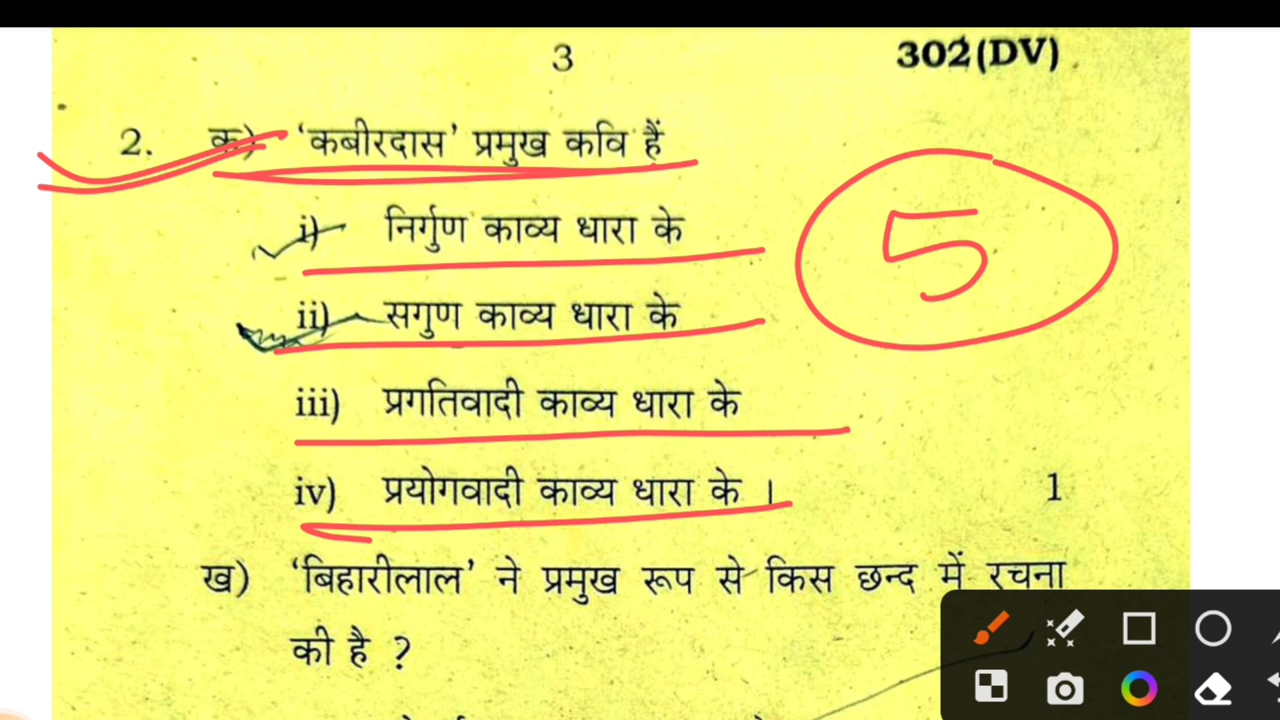 3 302(DV)
2. क) 'कबीरदास' प्रमुख कवि हैं
i) निर्गुण काव्य धारा के
5
ii) सगुण काव्य धारा के
iii) प्रगतिवादी काव्य धारा के
iv) प्रयोगवादी काव्य धारा के । 1
ख) 'बिहारीलाल' ने प्रमुख रूप से किस छन्द में रचना
की है ?